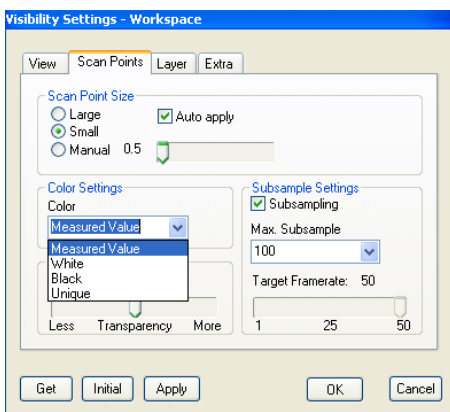 Visibility Settings - Workspace
View Scan Points Layer Extra
Scan Point Size
Large
Auto apply
Small
Manual 0.5
Color Settings
Color
Measured Value
Measured Value
White
Black
Unique
Less Transparency More
Subsample Settings
Subsampling
Max. Subsample
100
Target Framerate: 50
1 25 50
Get Initial Apply OK Cancel